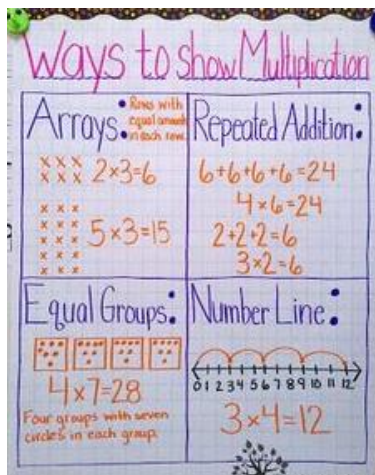 Ways to show Multiplication
Arrays:
• Rows with
equal amount
in each row.
x x x
x x x
2×3=6
x x x
x x x
x x x
x x x
x x x
5×3=15
Repeated Addition:
6+6+6+6=24
4×6=24
2+2+2=6
3×2=6
Equal Groups:
4×7=28
Four groups with seven
circles in each group.
Number Line:
0 1 2 3 4 5 6 7 8 9 10 11 12
3×4=12